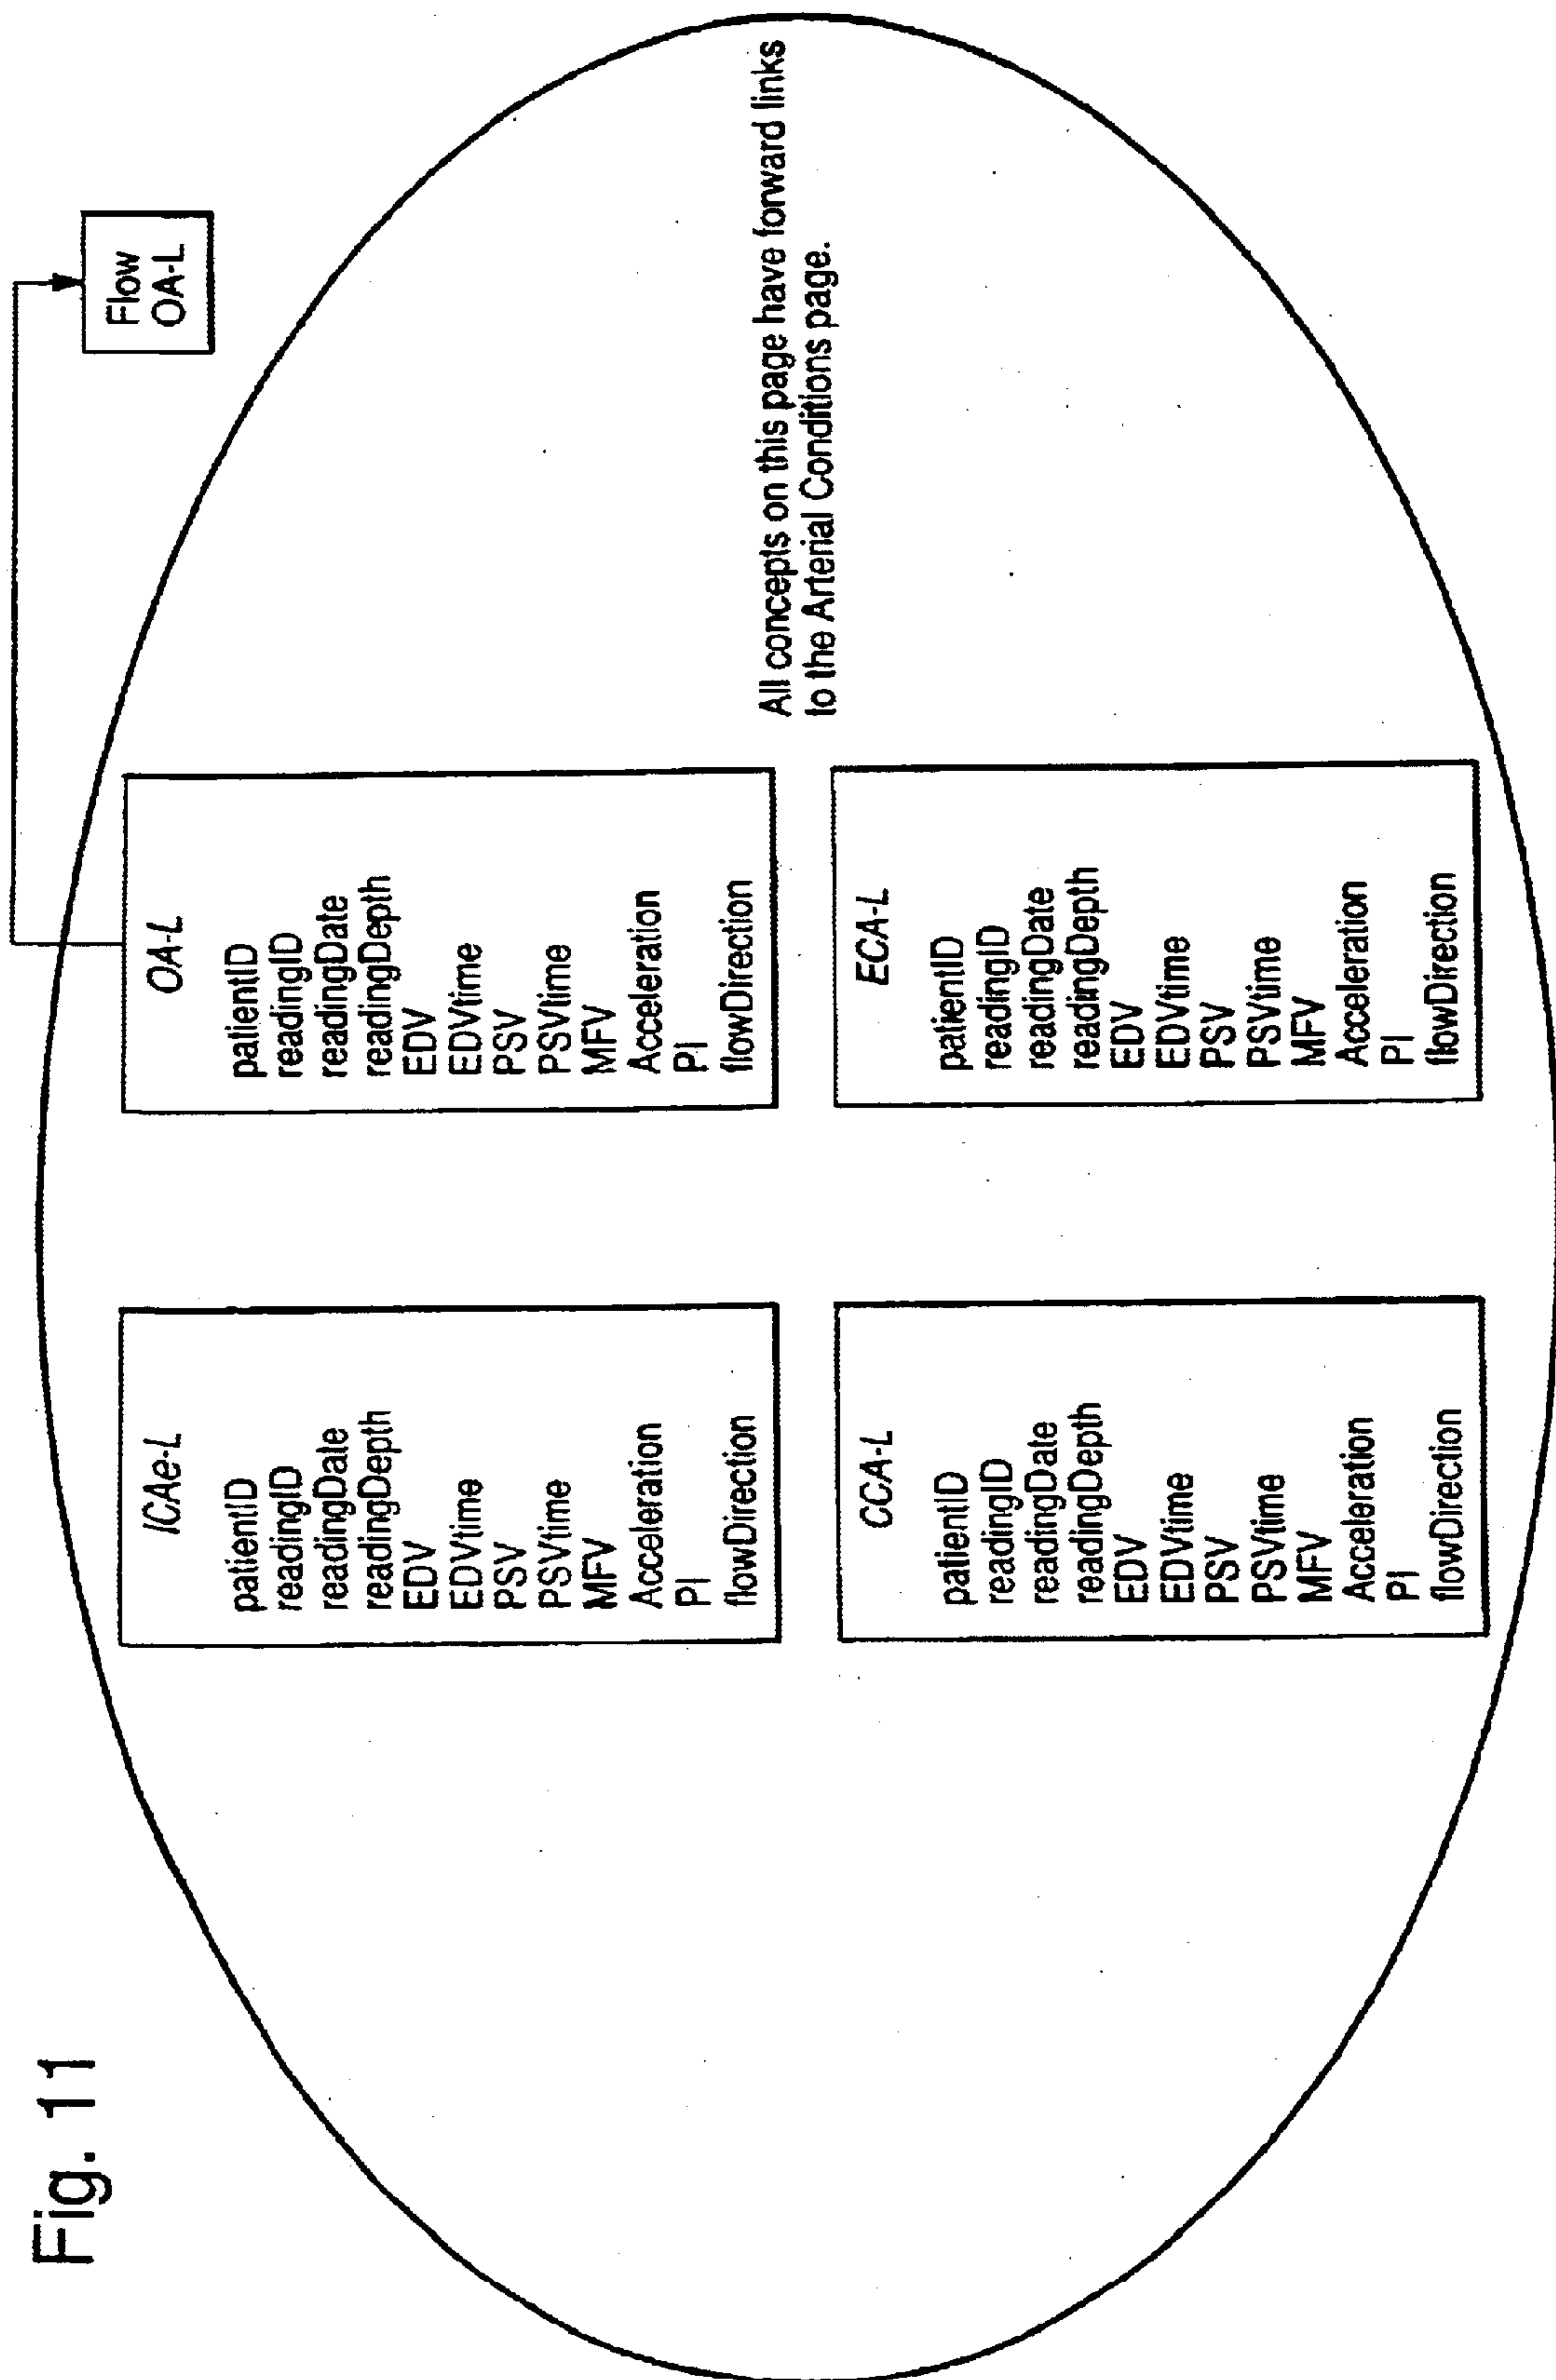 Fig. 11
Flow
OA-L
ICAe-L
patientID
readingID
readingDate
readingDepth
EDV
EDVtime
PSV
PSVtime
MFV
Acceleration
PI
flowDirection
OA-L
patientID
readingID
readingDate
readingDepth
EDV
EDVtime
PSV
PSVtime
MFV
Acceleration
PI
flowDirection
CCA-L
patientID
readingID
readingDate
readingDepth
EDV
EDVtime
PSV
PSVtime
MFV
Acceleration
PI
flowDirection
ECA-L
patientID
readingID
readingDate
readingDepth
EDV
EDVtime
PSV
PSVtime
MFV
Acceleration
PI
flowDirection
All concepts on this page have forward links
to the Arterial Conditions page.